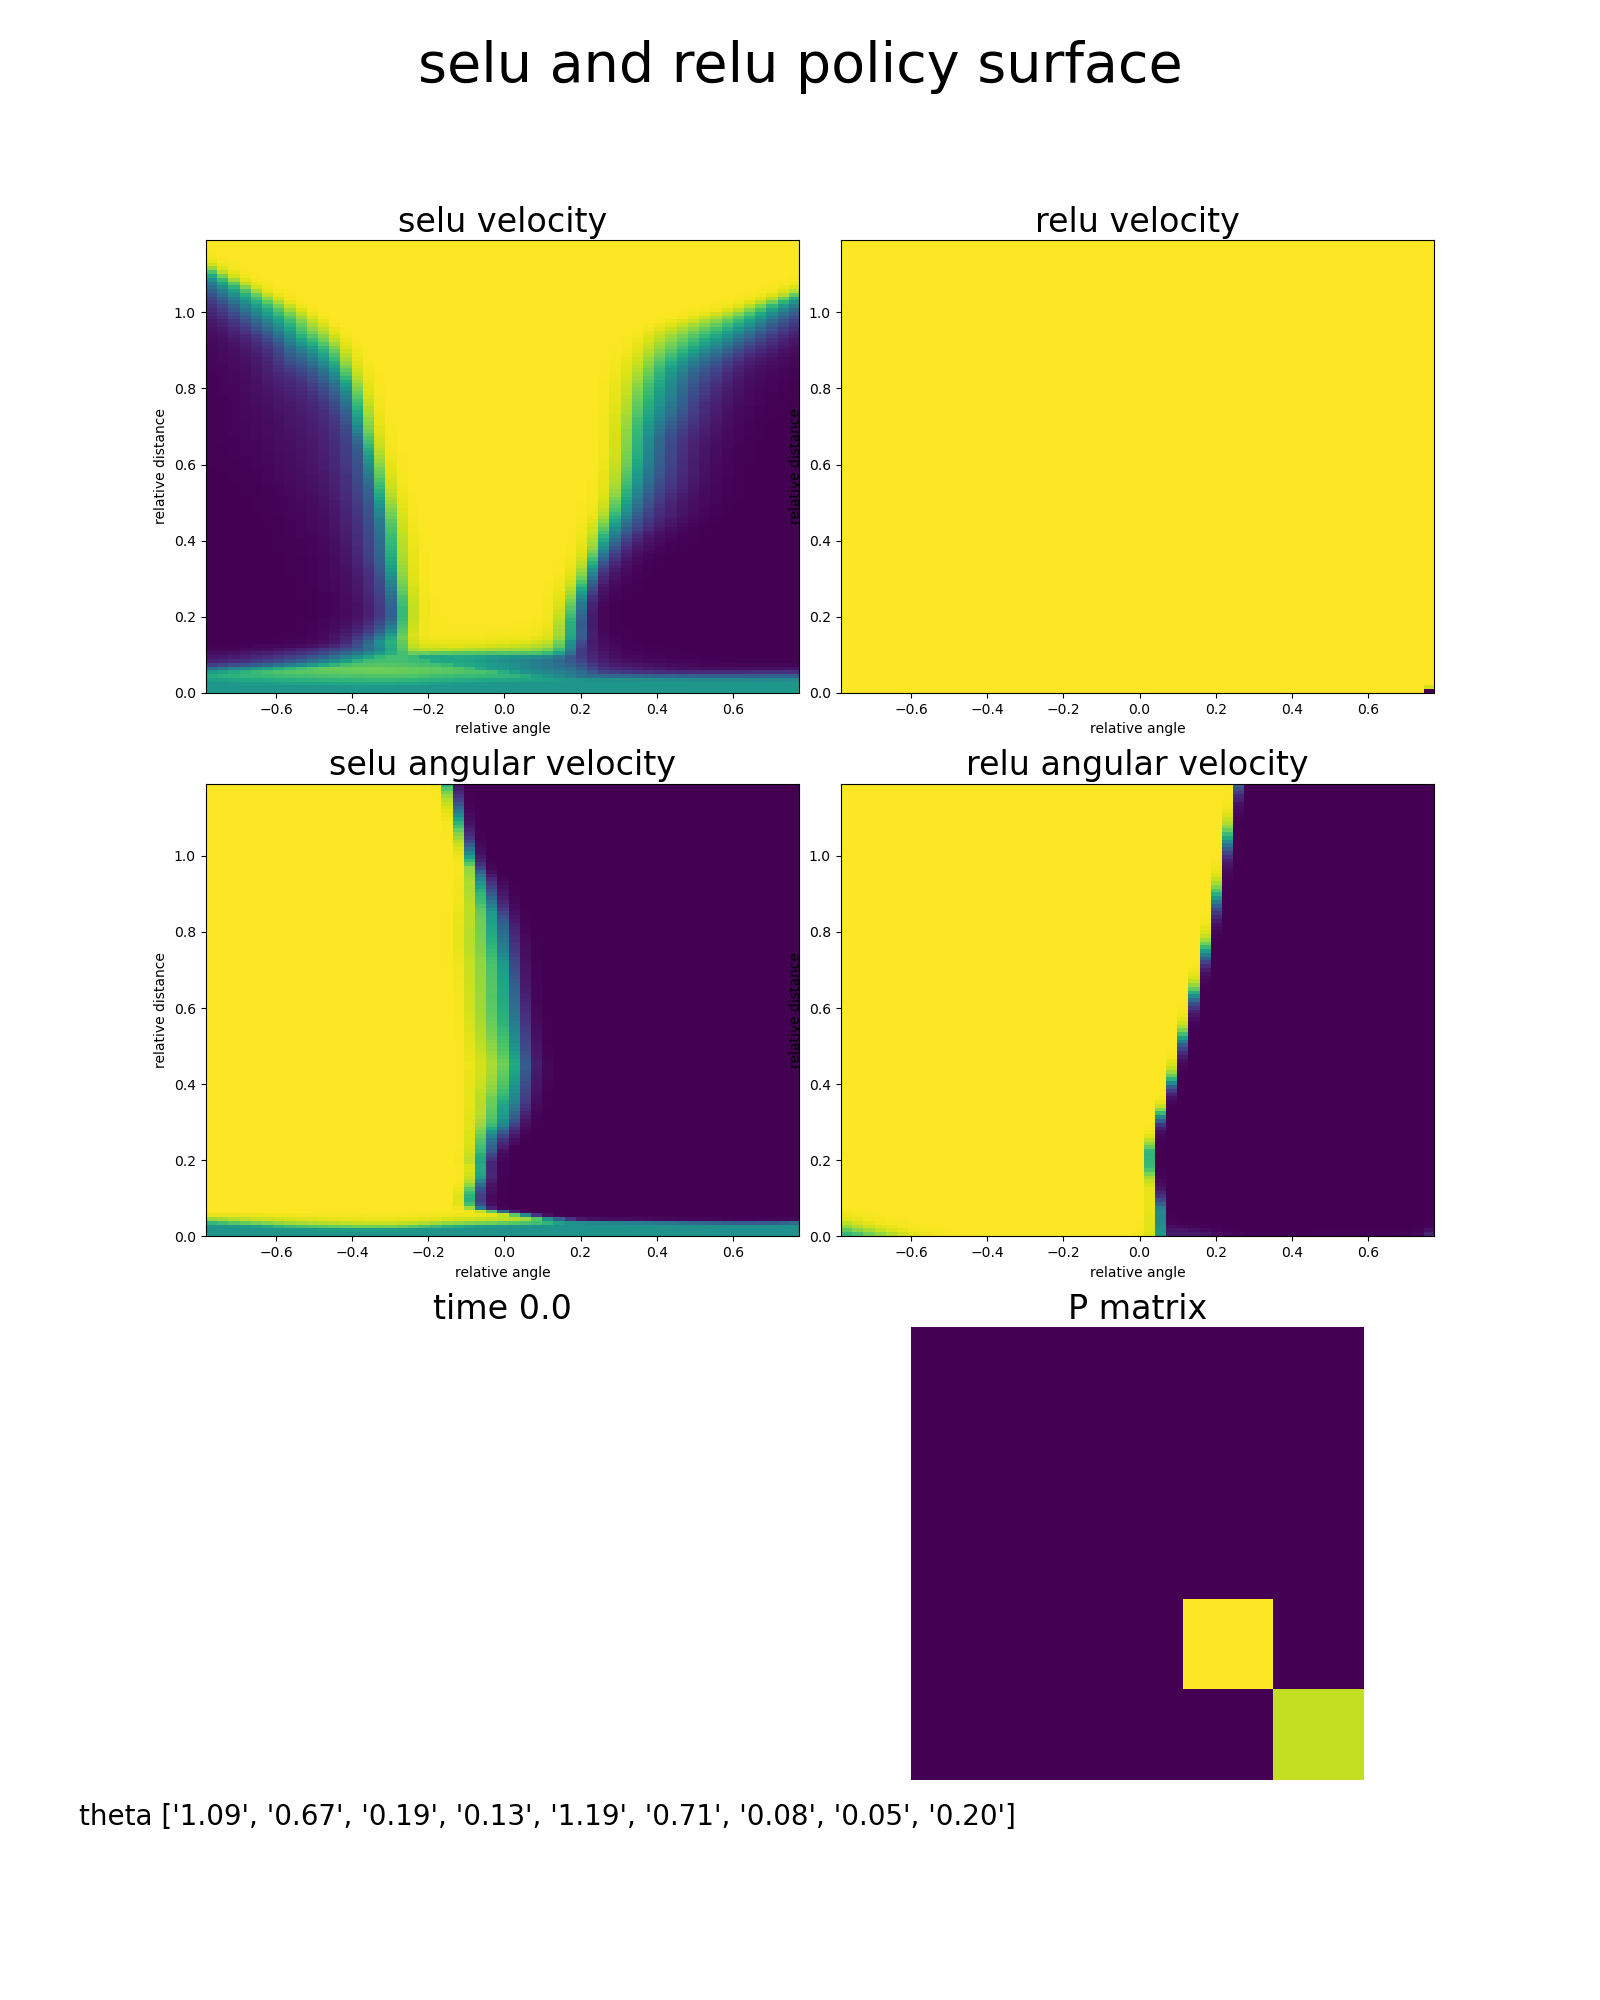 selu and relu policy surface
selu velocity
relu velocity
relative distance
1.0
0.8
0.6
0.4
0.2
0.0
−0.6 −0.4 −0.2 0.0 0.2 0.4 0.6
relative angle
relative distance
1.0
0.8
0.6
0.4
0.2
0.0
−0.6 −0.4 −0.2 0.0 0.2 0.4 0.6
relative angle
selu angular velocity
relu angular velocity
relative distance
1.0
0.8
0.6
0.4
0.2
0.0
−0.6 −0.4 −0.2 0.0 0.2 0.4 0.6
relative angle
relative distance
1.0
0.8
0.6
0.4
0.2
0.0
−0.6 −0.4 −0.2 0.0 0.2 0.4 0.6
relative angle
time 0.0
P matrix
theta ['1.09', '0.67', '0.19', '0.13', '1.19', '0.71', '0.08', '0.05', '0.20']